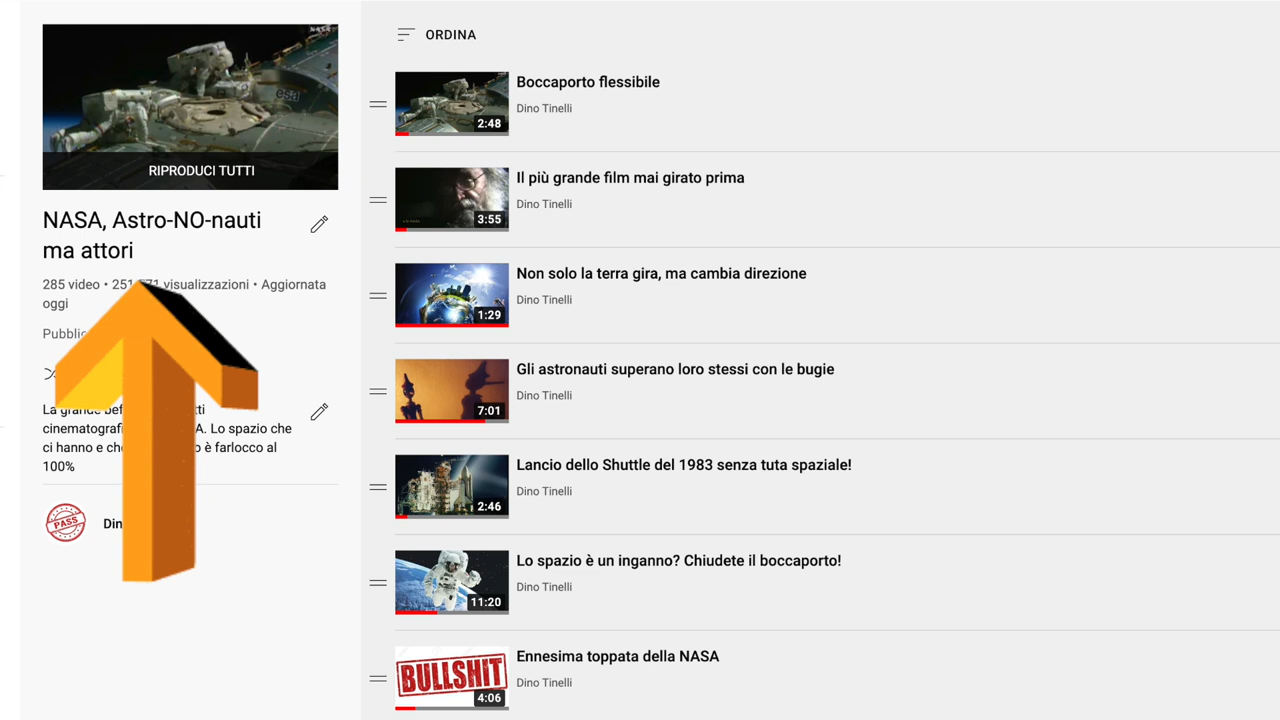 NASA
esa
RIPRODUCI TUTTI
NASA, Astro-NO-nauti
ma attori
285 video • visualizzazioni • Aggiornata
oggi
La grande
Lo spazio che
ci hanno e è farlocco al
100%
PASS
ORDINA
Boccaporto flessibile
Dino Tinelli
2:48
Il più grande film mai girato prima
Dino Tinelli
3:55
Non solo la terra gira, ma cambia direzione
Dino Tinelli
1:29
Gli astronauti superano loro stessi con le bugie
Dino Tinelli
7:01
Lancio dello Shuttle del 1983 senza tuta spaziale!
Dino Tinelli
2:46
Lo spazio è un inganno? Chiudete il boccaporto!
Dino Tinelli
11:20
Ennesima toppata della NASA
Dino Tinelli
BULLSHIT
4:06